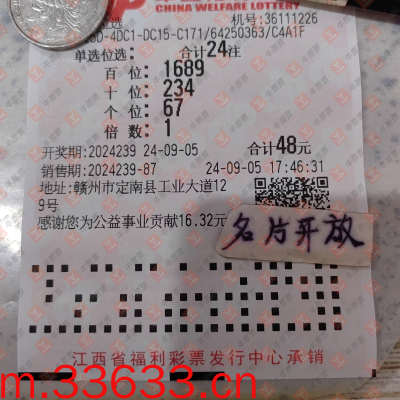 CHINA WELFARE LOTTERY
机号:36111226
D-4DC1-DC15-C171/64250363/C4A1F
单选位选: 合计24注
百位: 1689
十位: 234
个位: 67
倍数: 1
开奖期:2024239 24-09-05 合计48元
销售期:2024239-87 24-09-05 17:46:31
地址:赣州市定南县工业大道12
9号
感谢您为公益事业贡献16.32元
名片开放
江西省福利彩票发行中心承销
m.33633.cn